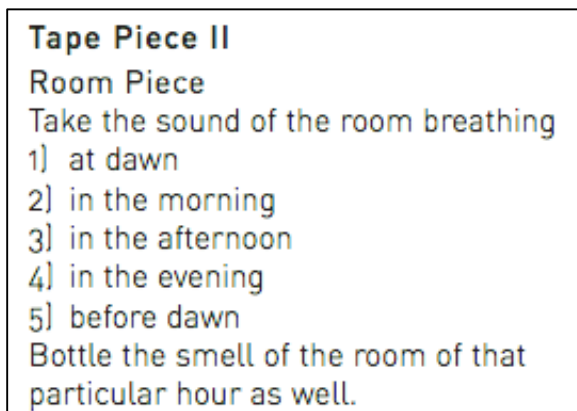 Tape Piece II
Room Piece
Take the sound of the room breathing
1) at dawn
2) in the morning
3) in the afternoon
4) in the evening
5) before dawn
Bottle the smell of the room of that
particular hour as well.